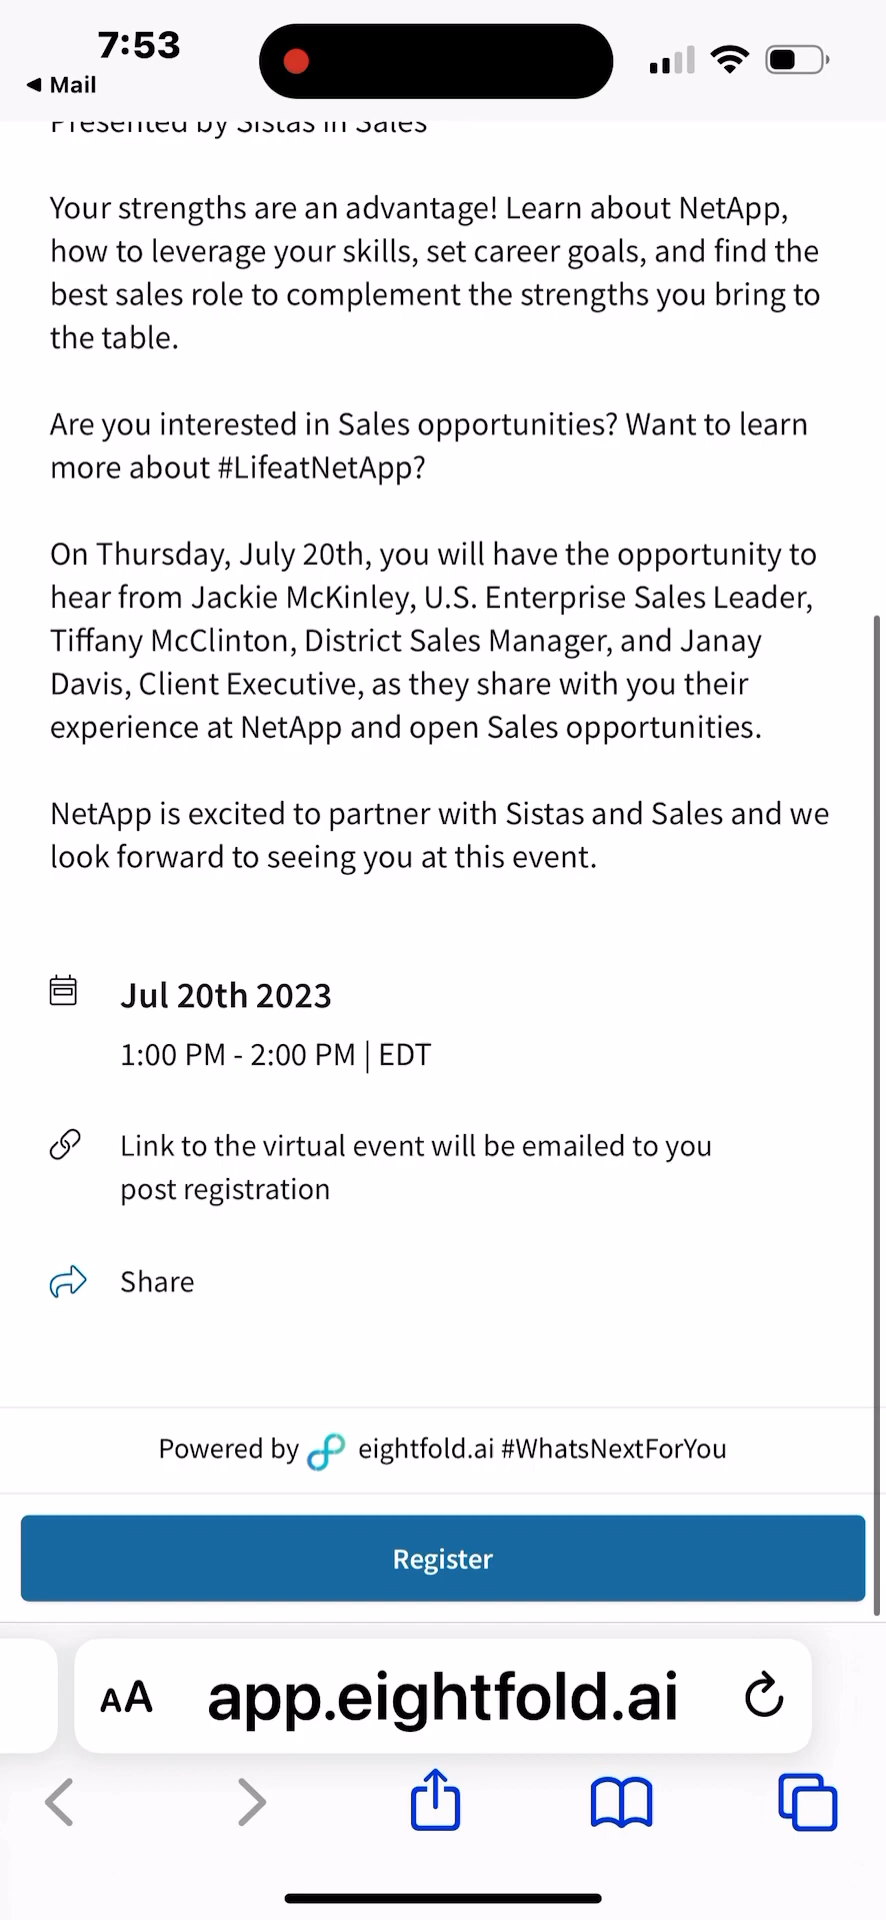 7:53
Mail
Presented by Sistas in Sales
Your strengths are an advantage! Learn about NetApp,
how to leverage your skills, set career goals, and find the
best sales role to complement the strengths you bring to
the table.
Are you interested in Sales opportunities? Want to learn
more about #LifeatNetApp?
On Thursday, July 20th, you will have the opportunity to
hear from Jackie McKinley, U.S. Enterprise Sales Leader,
Tiffany McClinton, District Sales Manager, and Janay
Davis, Client Executive, as they share with you their
experience at NetApp and open Sales opportunities.
NetApp is excited to partner with Sistas and Sales and we
look forward to seeing you at this event.
Jul 20th 2023
1:00 PM - 2:00 PM | EDT
Link to the virtual event will be emailed to you
post registration
Share
Powered by eightfold.ai #WhatsNextForYou
Register
AA app.eightfold.ai